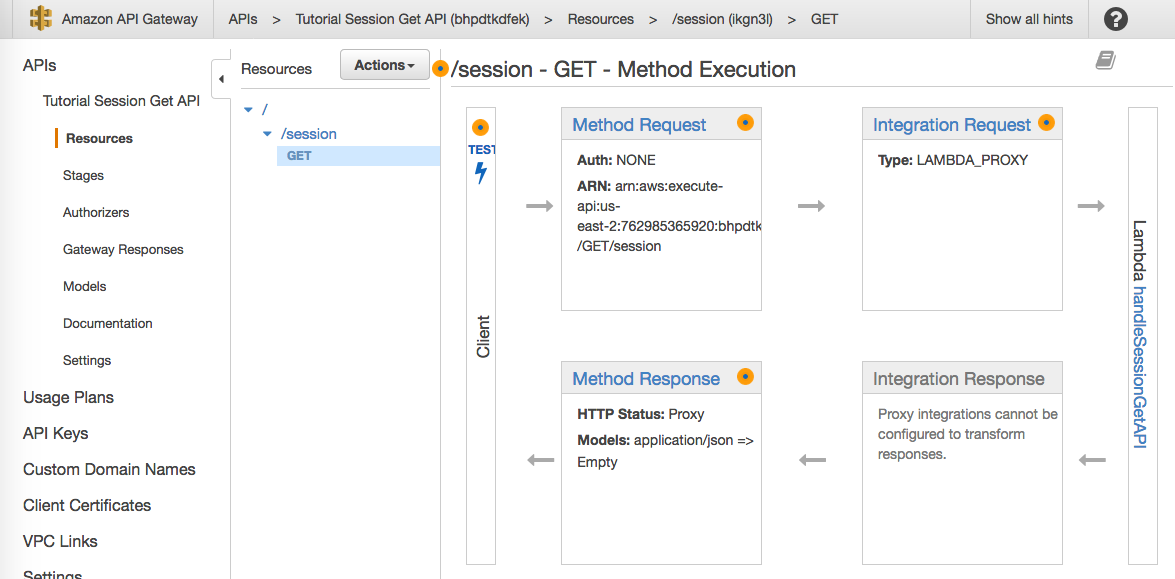 Amazon API Gateway
APIs > Tutorial Session Get API (bhpdtkdfek) > Resources > /session (ikgn3l) > GET
Show all hints
?
APIs
Tutorial Session Get API
Resources
Stages
Authorizers
Gateway Responses
Models
Documentation
Settings
Usage Plans
API Keys
Custom Domain Names
Client Certificates
VPC Links
Settings
Resources
Actions
/
/session
GET
/session - GET - Method Execution
TEST
Client
Method Request
Auth: NONE
ARN: arn:aws:execute-
api:us-
east-2:762985365920:bhpdtk
/GET/session
Integration Request
Type: LAMBDA_PROXY
Lambda handleSessionGetAPI
Method Response
HTTP Status: Proxy
Models: application/json =>
Empty
Integration Response
Proxy integrations cannot be
configured to transform
responses.